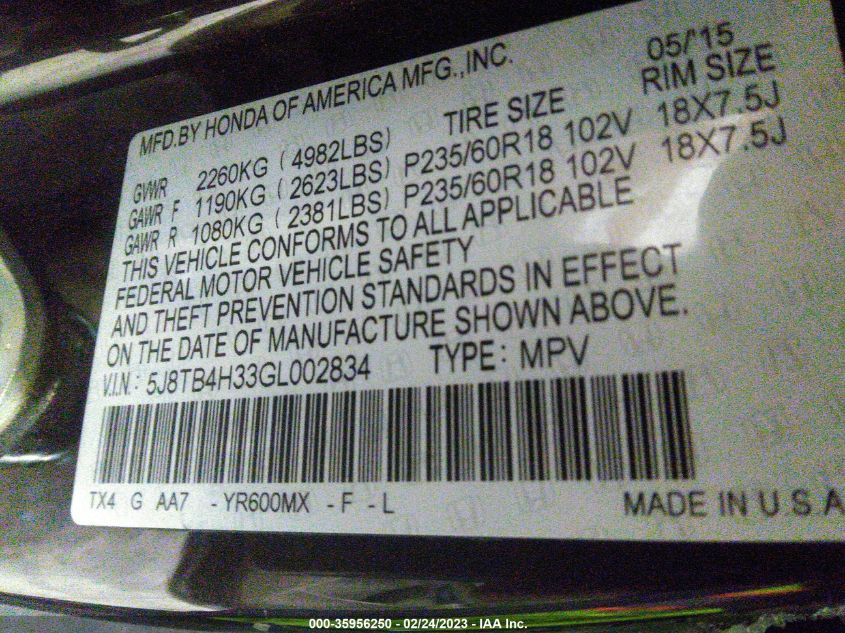 MFD.BY HONDA OF AMERICA MFG.,INC. 05/'15
TIRE SIZE RIM SIZE
GVWR 2260KG (4982LBS)
GAWR F 1190KG (2623LBS) P235/60R18 102V 18X7.5J
GAWR R 1080KG (2381LBS) P235/60R18 102V 18X7.5J
THIS VEHICLE CONFORMS TO ALL APPLICABLE
FEDERAL MOTOR VEHICLE SAFETY
AND THEFT PREVENTION STANDARDS IN EFFECT
ON THE DATE OF MANUFACTURE SHOWN ABOVE.
V.I.N.: 5J8TB4H33GL002834 TYPE: MPV
TX4 G AA7 -YR600MX -F -L MADE IN U.S.A
000-35956250 - 02/24/2023 - IAA Inc.